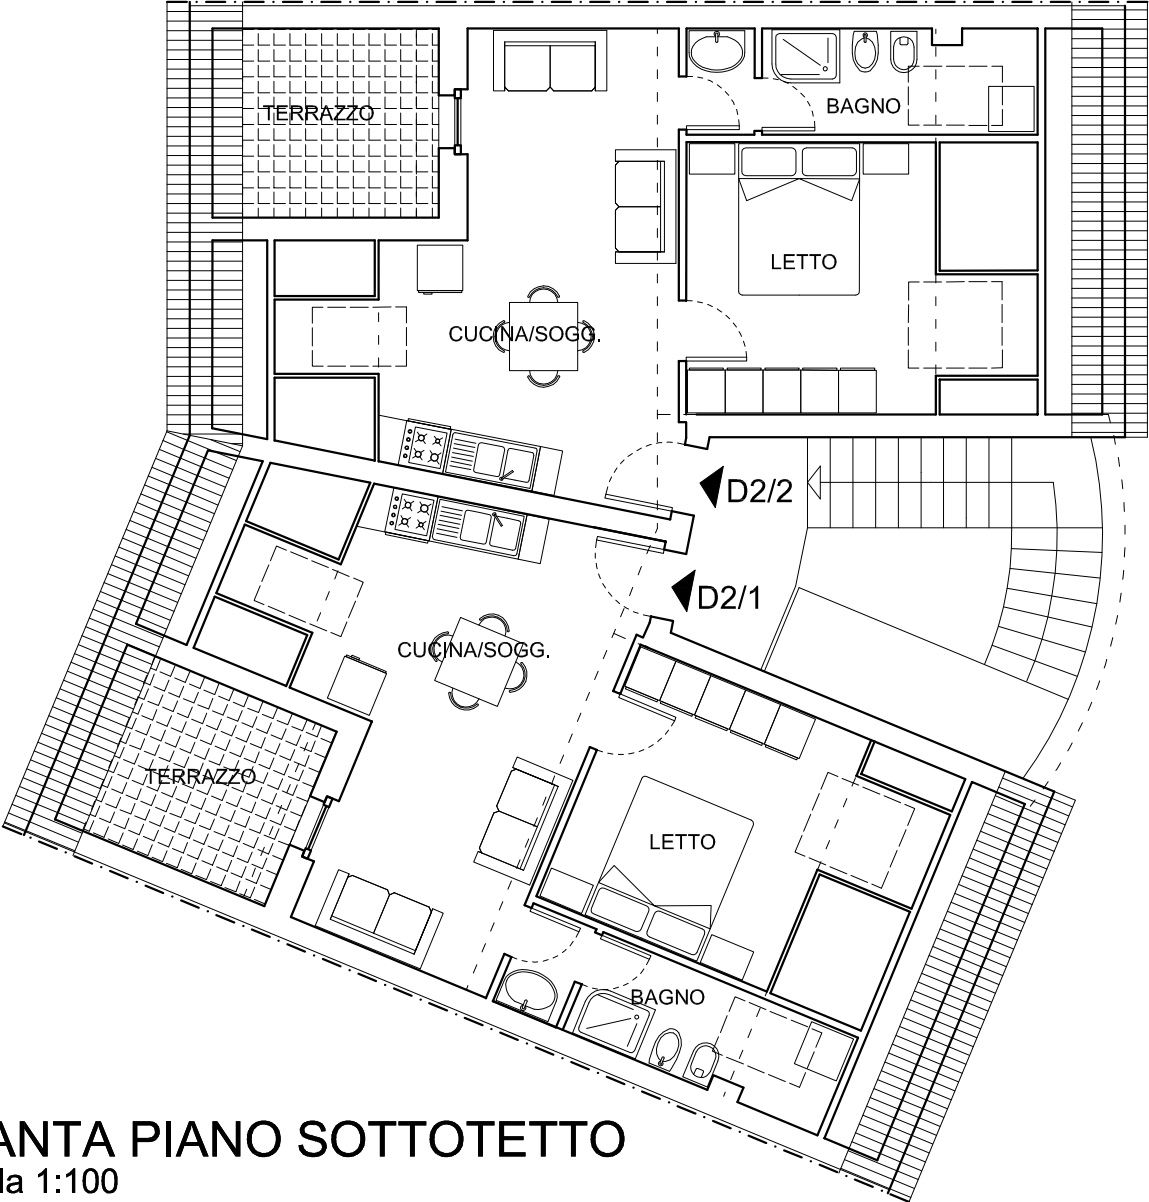 TERRAZZO
BAGNO
LETTO
CUCINA/SOGG.
D2/2
D2/1
CUCINA/SOGG.
TERRAZZO
LETTO
BAGNO
ANTA PIANO SOTTOTETTO
la 1:100